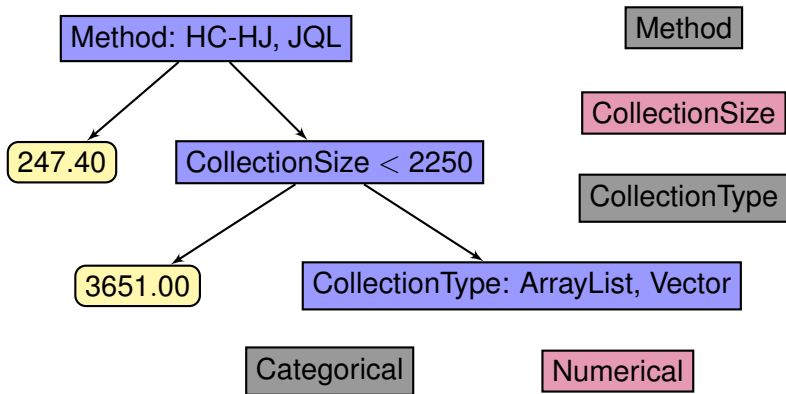 Method: HC-HJ, JQL
Method
CollectionSize
247.40
CollectionSize < 2250
CollectionType
3651.00
CollectionType: ArrayList, Vector
Categorical
Numerical